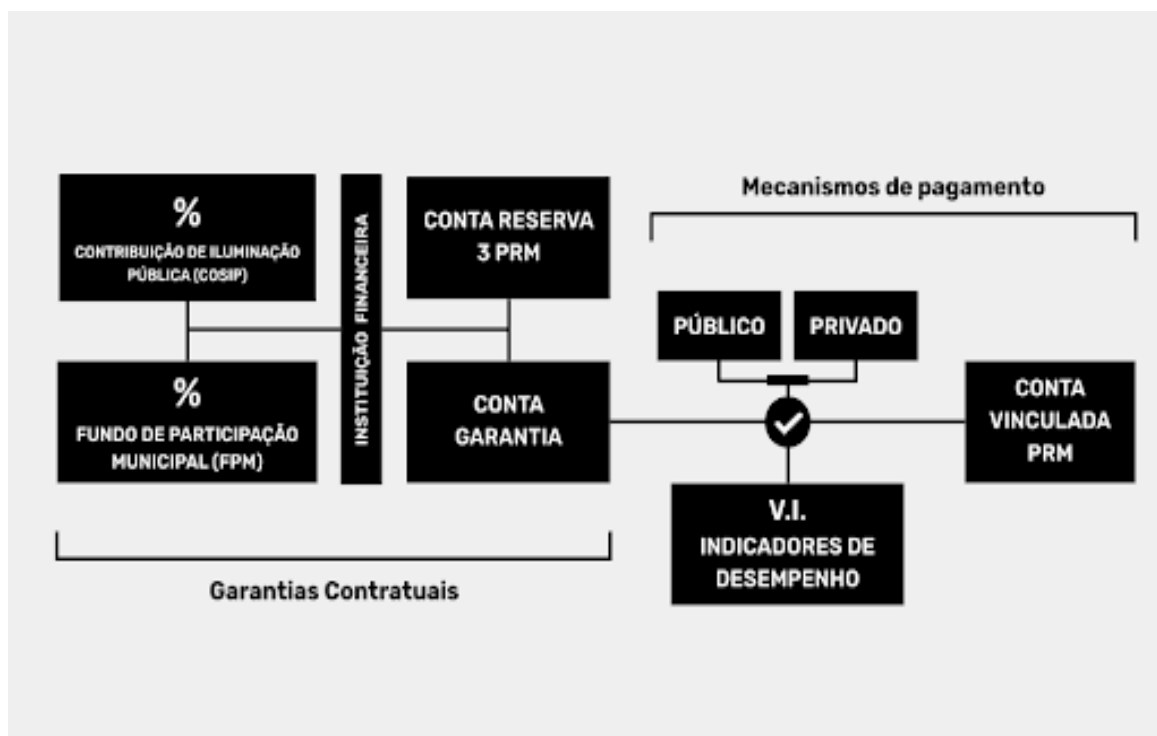 %
CONTRIBUIÇÃO DE ILUMINAÇÃO
PÚBLICA (COSIP)
%
FUNDO DE PARTICIPAÇÃO
MUNICIPAL (FPM)
INSTITUIÇÃO FINANCEIRA
CONTA RESERVA
3 PRM
CONTA
GARANTIA
Garantias Contratuais
Mecanismos de pagamento
PÚBLICO
PRIVADO
V.I.
INDICADORES DE
DESEMPENHO
CONTA
VINCULADA
PRM